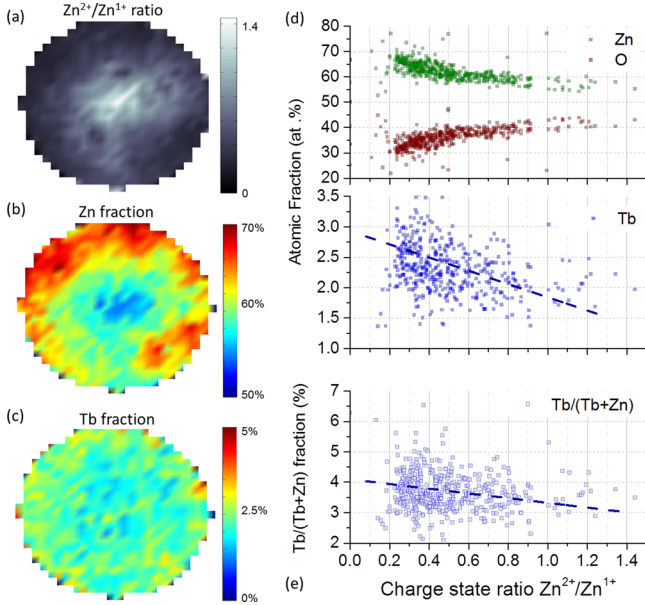 (a)
Zn²⁺/Zn¹⁺ ratio
1.4
0
(b)
Zn fraction
70%
60%
50%
(c)
Tb fraction
5%
2.5%
0%
(d)
80
70
60
50
40
30
20
Zn
O
Atomic Fraction (at .%)
3.5
3.0
2.5
2.0
1.5
1.0
Tb
7
6
5
4
3
2
Tb/(Tb+Zn)
Tb/(Tb+Zn) fraction (%)
0.0 0.2 0.4 0.6 0.8 1.0 1.2 1.4
(e)
Charge state ratio Zn²⁺/Zn¹⁺